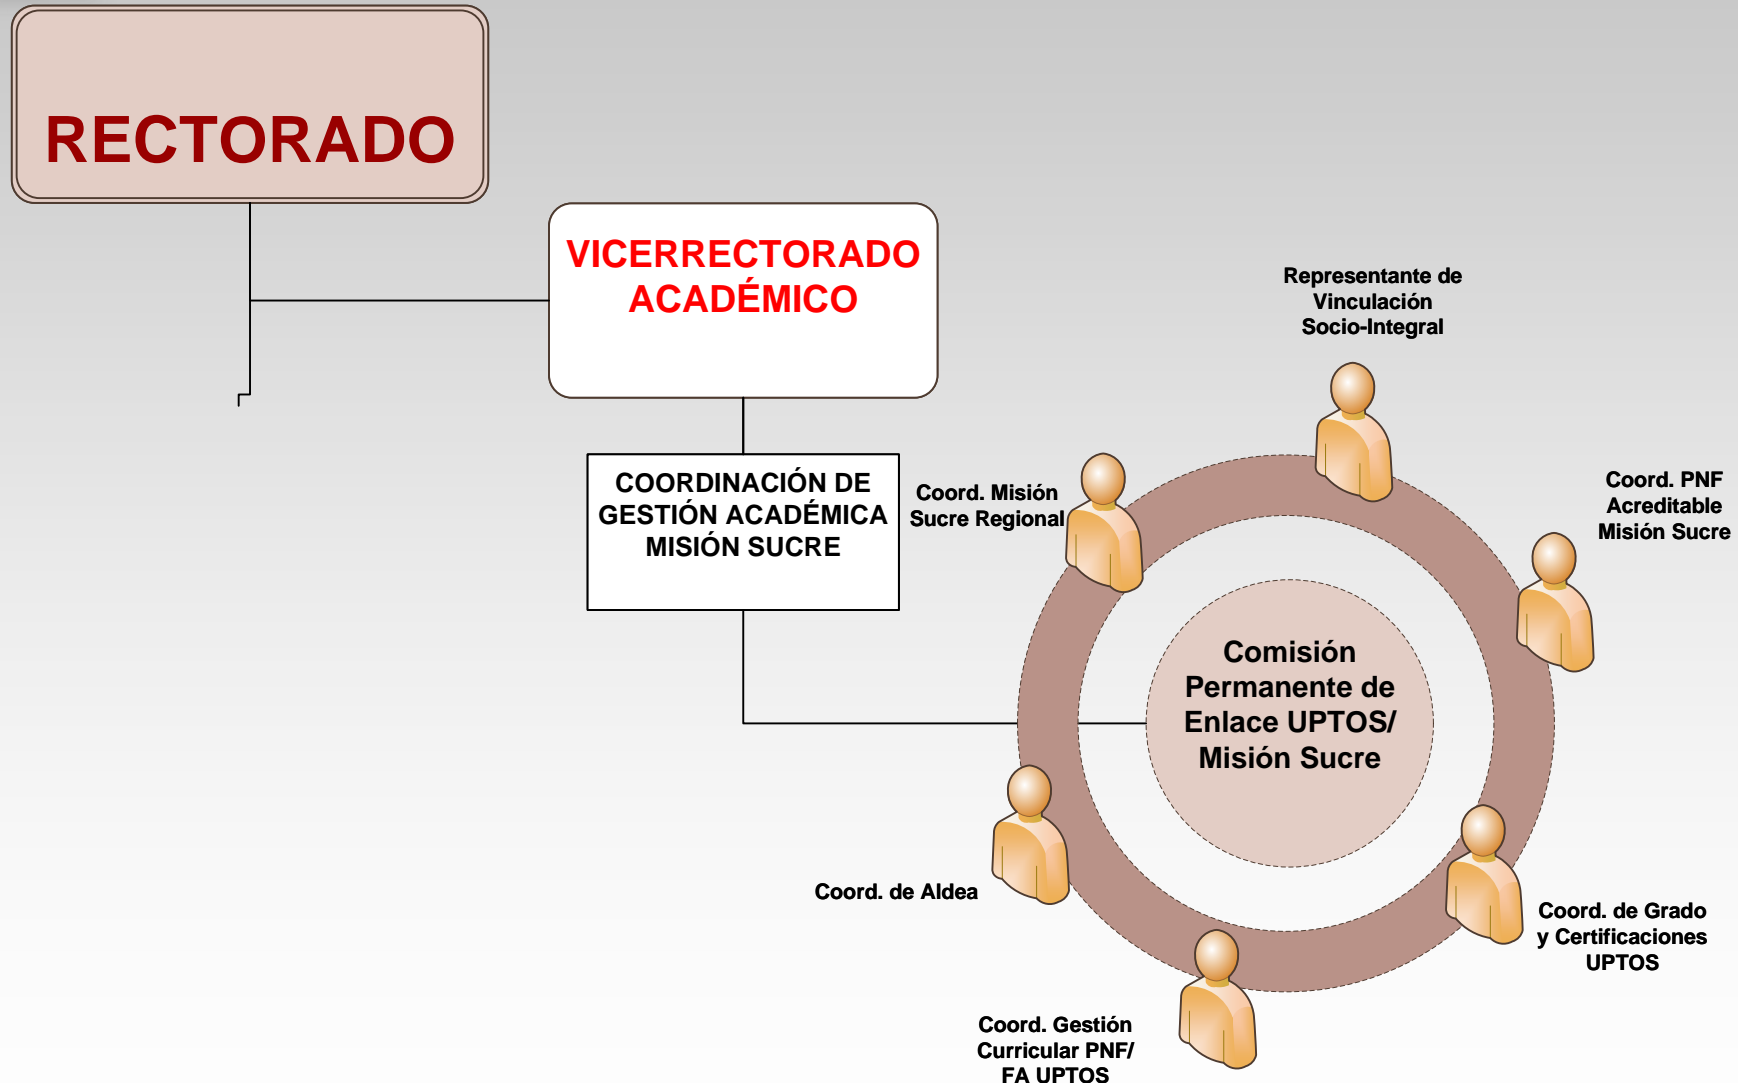 RECTORADO
VICERRECTORADO
ACADÉMICO
COORDINACIÓN DE
GESTIÓN ACADÉMICA
MISIÓN SUCRE
Representante de
Vinculación
Socio-Integral
Coord. Misión
Sucre Regional
Coord. PNF
Acreditable
Misión Sucre
Comisión
Permanente de
Enlace UPTOS/
Misión Sucre
Coord. de Aldea
Coord. de Grado
y Certificaciones
UPTOS
Coord. Gestión
Curricular PNF/
FA UPTOS